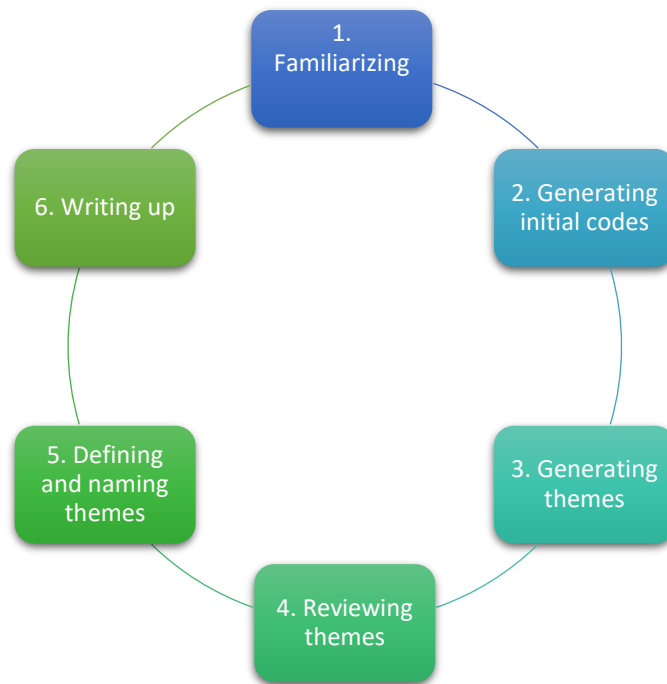 1.
Familiarizing
2. Generating
initial codes
3. Generating
themes
4. Reviewing
themes
5. Defining
and naming
themes
6. Writing up